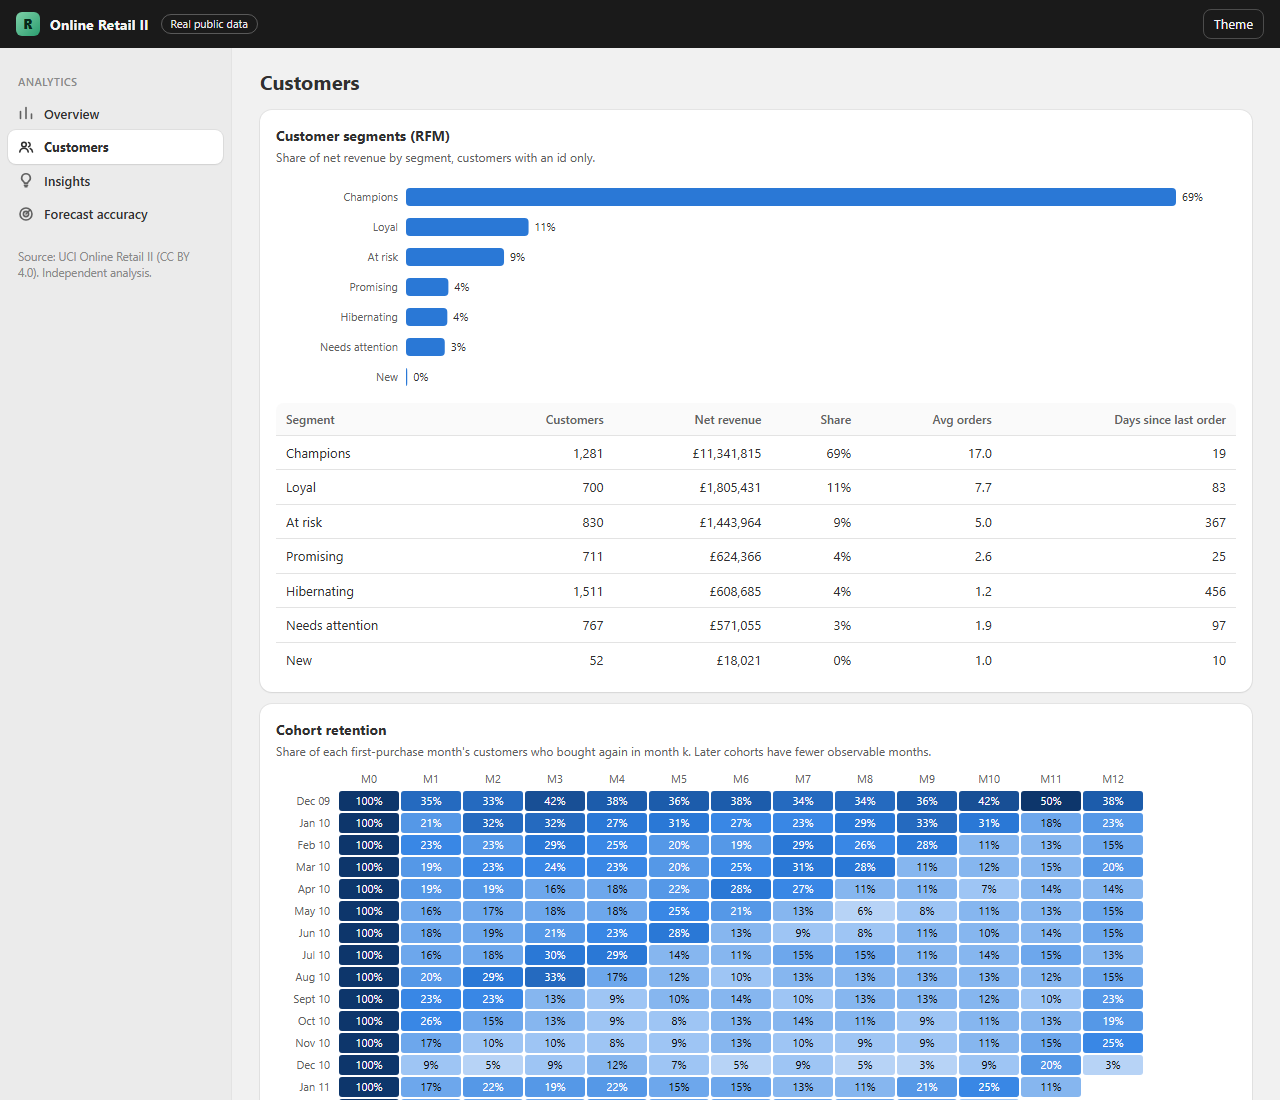 R Online Retail II Real public data Theme
ANALYTICS
Overview
Customers
Insights
Forecast accuracy
Source: UCI Online Retail II (CC BY
4.0). Independent analysis.
Customers
Customer segments (RFM)
Share of net revenue by segment, customers with an id only.
Champions 69%
Loyal 11%
At risk 9%
Promising 4%
Hibernating 4%
Needs attention 3%
New 0%
Segment Customers Net revenue Share Avg orders Days since last order
Champions 1,281 £11,341,815 69% 17.0 19
Loyal 700 £1,805,431 11% 7.7 83
At risk 830 £1,443,964 9% 5.0 367
Promising 711 £624,366 4% 2.6 25
Hibernating 1,511 £608,685 4% 1.2 456
Needs attention 767 £571,055 3% 1.9 97
New 52 £18,021 0% 1.0 10
Cohort retention
Share of each first-purchase month's customers who bought again in month k. Later cohorts have fewer observable months.
M0 M1 M2 M3 M4 M5 M6 M7 M8 M9 M10 M11 M12
Dec 09 100% 35% 33% 42% 38% 36% 38% 34% 34% 36% 42% 50% 38%
Jan 10 100% 21% 32% 32% 27% 31% 27% 23% 29% 33% 31% 18% 23%
Feb 10 100% 23% 23% 29% 25% 20% 19% 29% 26% 28% 11% 13% 15%
Mar 10 100% 19% 23% 24% 23% 20% 25% 31% 28% 11% 12% 15% 20%
Apr 10 100% 19% 19% 16% 18% 22% 28% 27% 11% 11% 7% 14% 14%
May 10 100% 16% 17% 18% 18% 25% 21% 13% 6% 8% 11% 13% 15%
Jun 10 100% 18% 19% 21% 23% 28% 13% 9% 8% 11% 10% 14% 15%
Jul 10 100% 16% 18% 30% 29% 14% 11% 15% 15% 11% 14% 15% 13%
Aug 10 100% 20% 29% 33% 17% 12% 10% 13% 13% 13% 13% 12% 15%
Sept 10 100% 23% 23% 13% 9% 10% 14% 10% 13% 13% 12% 10% 23%
Oct 10 100% 26% 15% 13% 9% 8% 13% 14% 11% 9% 11% 13% 19%
Nov 10 100% 17% 10% 10% 8% 9% 13% 10% 9% 9% 11% 15% 25%
Dec 10 100% 9% 5% 9% 12% 7% 5% 9% 5% 3% 9% 20% 3%
Jan 11 100% 17% 22% 19% 22% 15% 15% 13% 11% 21% 25% 11%